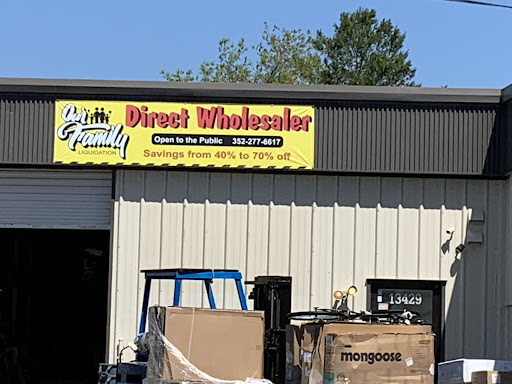 Our
Family
LIQUIDATION
Direct Wholesaler
Open to the Public 352-277-6617
Savings from 40% to 70% off
13429
mongoose